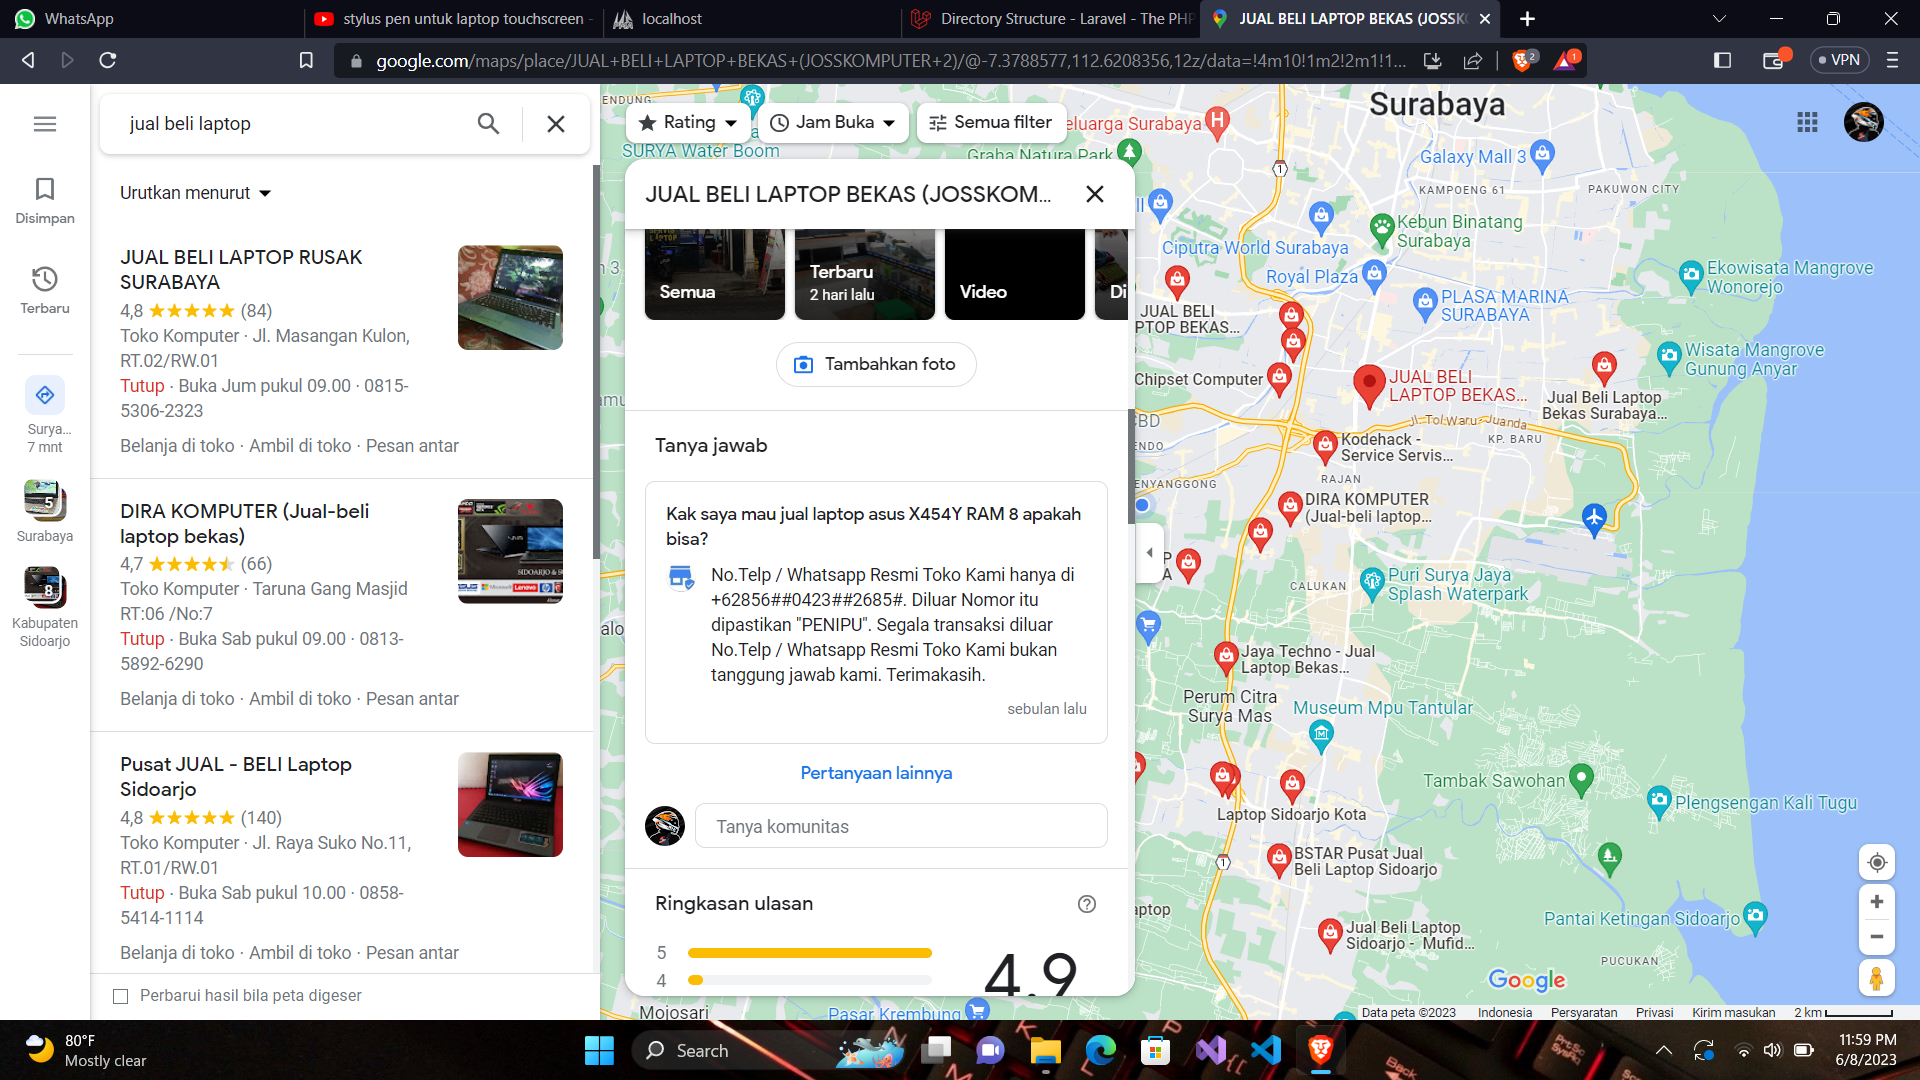 WhatsApp
stylus pen untuk laptop touchscreen -
localhost
Directory Structure - Laravel - The PHP
JUAL BELI LAPTOP BEKAS (JOSSK
google.com/maps/place/JUAL+BELI+LAPTOP+BEKAS+(JOSSKOMPUTER+2)/@-7.3788577,112.6208356,12z/data=!4m10!1m2!2m1!1...
2
1
VPN
jual beli laptop
Disimpan
Terbaru
Surya...
7 mnt
5
Surabaya
8
Kabupaten
Sidoarjo
Urutkan menurut
JUAL BELI LAPTOP RUSAK
SURABAYA
4,8 (84)
Toko Komputer · Jl. Masangan Kulon,
RT.02/RW.01
Tutup · Buka Jum pukul 09.00 · 0815-
5306-2323
Belanja di toko · Ambil di toko · Pesan antar
DIRA KOMPUTER (Jual-beli
laptop bekas)
4,7 (66)
Toko Komputer · Taruna Gang Masjid
RT:06 /No:7
Tutup · Buka Sab pukul 09.00 · 0813-
5892-6290
Belanja di toko · Ambil di toko · Pesan antar
Pusat JUAL - BELI Laptop
Sidoarjo
4,8 (140)
Toko Komputer · Jl. Raya Suko No.11,
RT.01/RW.01
Tutup · Buka Sab pukul 10.00 · 0858-
5414-1114
Belanja di toko · Ambil di toko · Pesan antar
Perbarui hasil bila peta digeser
Rating
Jam Buka
Semua filter
JUAL BELI LAPTOP BEKAS (JOSSKOM...
Semua
Terbaru
2 hari lalu
Video
Di
Tambahkan foto
Tanya jawab
Kak saya mau jual laptop asus X454Y RAM 8 apakah
bisa?
No.Telp / Whatsapp Resmi Toko Kami hanya di
+62856##0423##2685#. Diluar Nomor itu
dipastikan "PENIPU". Segala transaksi diluar
No.Telp / Whatsapp Resmi Toko Kami bukan
tanggung jawab kami. Terimakasih.
sebulan lalu
Pertanyaan lainnya
Tanya komunitas
Ringkasan ulasan
5
4
4,9
ENDUNG
SURYA Water Boom
Graha Natura Park
eluarga Surabaya
Surabaya
Galaxy Mall 3
KAMPOENG 61
PAKUWON CITY
Kebun Binatang
Surabaya
Ciputra World Surabaya
Royal Plaza
Ekowisata Mangrove
Wonorejo
PLASA MARINA
SURABAYA
JUAL BELI
PTOP BEKAS...
Wisata Mangrove
Gunung Anyar
Chipset Computer
JUAL BELI
LAPTOP BEKAS...
Jual Beli Laptop
Bekas Surabaya...
Jl. Tol Waru-Juanda
KP. BARU
Kodehack -
Service Servis...
RAJAN
ENYANGGONG
DIRA KOMPUTER
(Jual-beli laptop...
CALUKAN
Puri Surya Jaya
Splash Waterpark
Jaya Techno - Jual
Laptop Bekas...
Perum Citra
Surya Mas
Museum Mpu Tantular
Tambak Sawohan
Plengsengan Kali Tugu
Laptop Sidoarjo Kota
BSTAR Pusat Jual
Beli Laptop Sidoarjo
aptop
Jual Beli Laptop
Sidoarjo - Mufid...
Pantai Ketingan Sidoarjo
PUCUKAN
Google
Mojosari
Pasar Krembung
Data peta ©2023
Indonesia
Persyaratan
Privasi
Kirim masukan
2 km
80°F
Mostly clear
Search
11:59 PM
6/8/2023